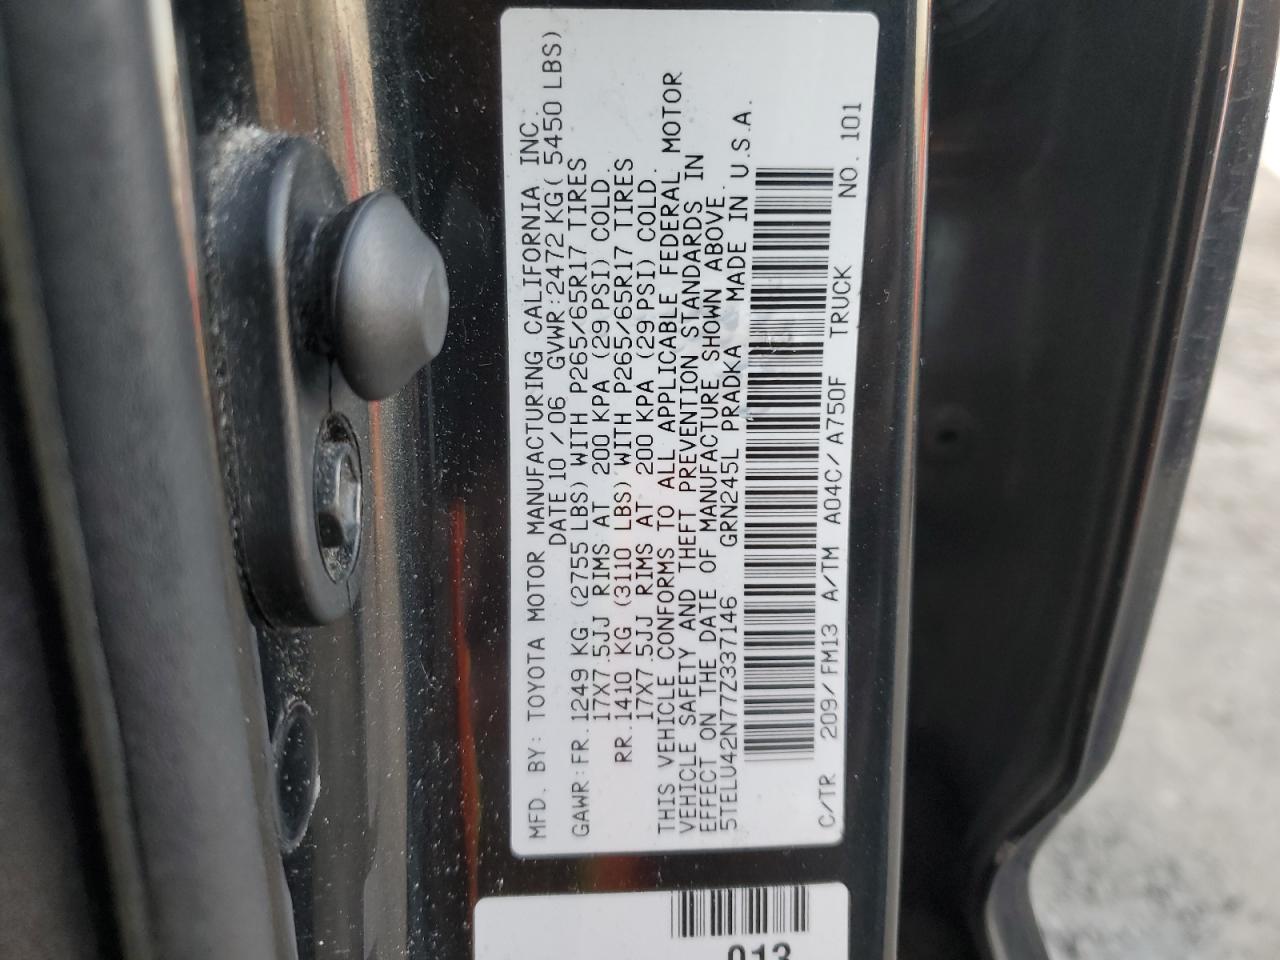 MFD. BY: TOYOTA MOTOR MANUFACTURING CALIFORNIA INC.
DATE 10 / 06 GVWR:2472 KG( 5450 LBS)
GAWR:FR.1249 KG (2755 LBS) WITH P265/65R17 TIRES
17X7.5JJ RIMS AT 200 KPA (29 PSI) COLD.
RR.1410 KG (3110 LBS) WITH P265/65R17 TIRES
17X7.5JJ RIMS AT 200 KPA (29 PSI) COLD.
THIS VEHICLE CONFORMS TO ALL APPLICABLE FEDERAL MOTOR
VEHICLE SAFETY AND THEFT PREVENTION STANDARDS IN
EFFECT ON THE DATE OF MANUFACTURE SHOWN ABOVE.
5TELU42N77Z337146 GRN245L PRADKA MADE IN U.S.A.
C/TR 209/FM13 A/TM A04C/A750F TRUCK NO. 101
013